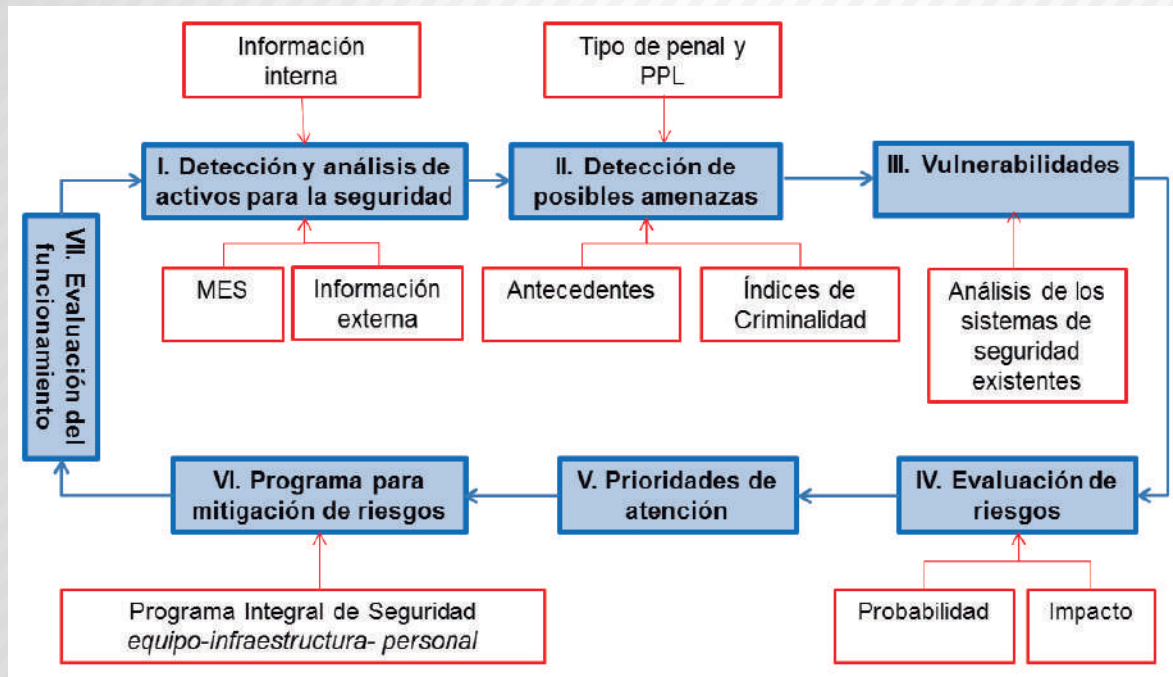 Información
interna
Tipo de penal y
PPL
I. Detección y análisis de
activos para la seguridad
II. Detección de
posibles amenazas
III. Vulnerabilidades
MES
Información
externa
Antecedentes
Índices de
Criminalidad
Análisis de los
sistemas de
seguridad
existentes
VII. Evaluación del
funcionamiento
VI. Programa para
mitigación de riesgos
V. Prioridades de
atención
IV. Evaluación de
riesgos
Programa Integral de Seguridad
equipo-infraestructura- personal
Probabilidad
Impacto